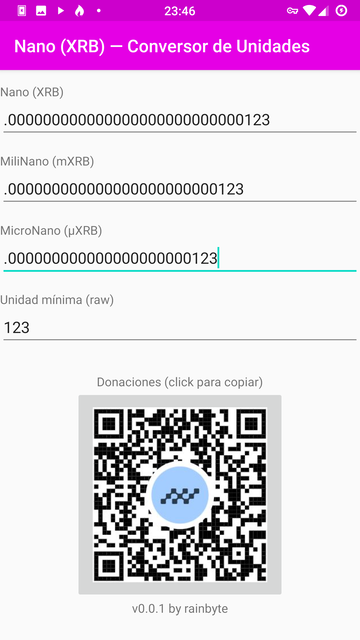 23:46
Nano (XRB) — Conversor de Unidades
Nano (XRB)
.000000000000000000000000000123
MiliNano (mXRB)
.000000000000000000000000123
MicroNano (µXRB)
.000000000000000000000123
Unidad mínima (raw)
123
Donaciones (click para copiar)
v0.0.1 by rainbyte